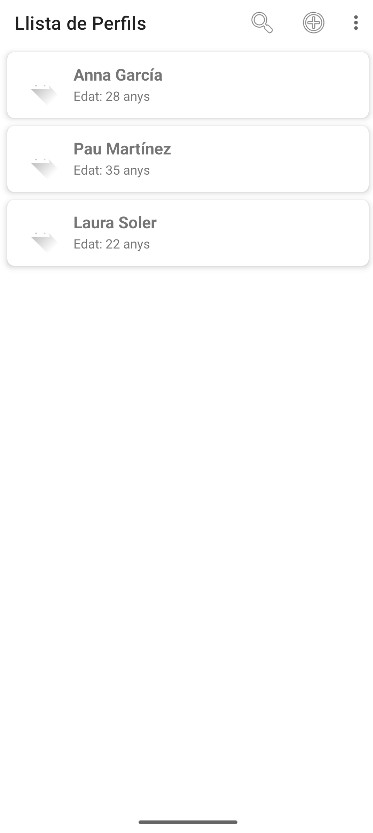 Llista de Perfils
Anna García
Edat: 28 anys
Pau Martínez
Edat: 35 anys
Laura Soler
Edat: 22 anys